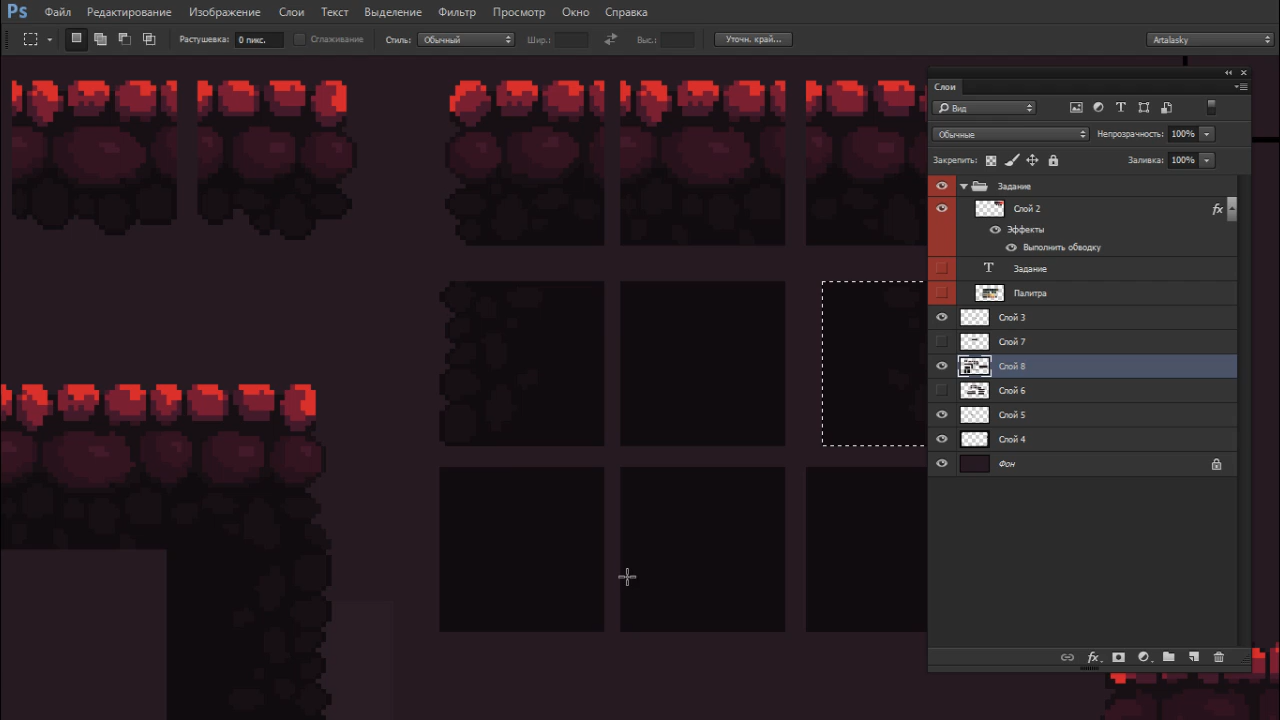 Ps Файл Редактирование Изображение Слои Текст Выделение Фильтр Просмотр Окно Справка
Растушевка: 0 пикс. Сглаживание Стиль: Обычный Шир.: Выс.: Уточн. край... Artalasky
Слои
Вид T
Обычные Непрозрачность: 100%
Закрепить: Заливка: 100%
Задание
Слой 2 fx
Эффекты
Выполнить обводку
T Задание
Палитра
Слой 3
Слой 7
Слой 8
Слой 6
Слой 5
Слой 4
Фон
fx